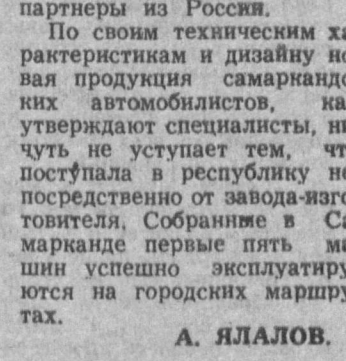 партнеры из России.
По своим техническим ха
рактеристикам и дизайну но
вая продукция самаркандс
ких автомобилистов, ка
утверждают специалисты, ни
чуть не уступает тем, чт
поступала в республику не
посредственно от завода-изго
товителя. Собранные в Са
марканде первые пять ма
шин успешно эксплуатиру
ются на городских маршру
тах.
А. ЯЛАЛОВ.